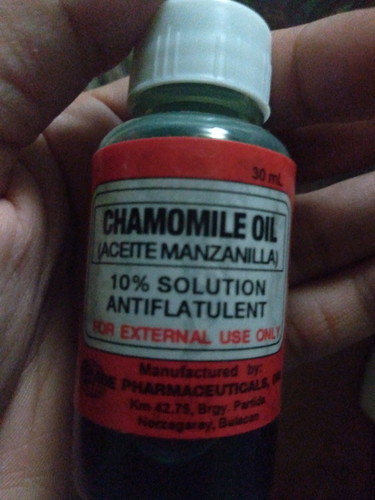 30 mL
CHAMOMILE OIL
(ACEITE MANZANILLA)
10% SOLUTION
ANTIFLATULENT
FOR EXTERNAL USE ONLY
Manufactured by:
PHARMACEUTICALS,
Km 42.75, Brgy. Partida
Norzagaray, Bulacan